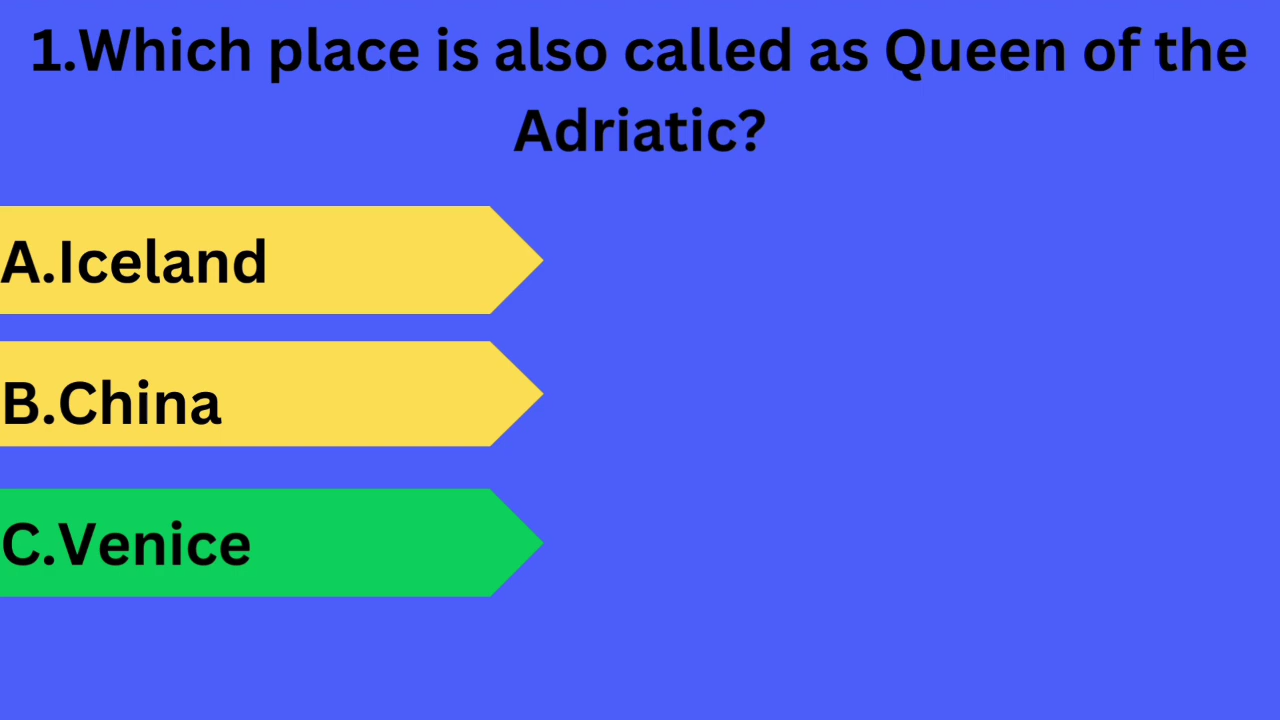 1.Which place is also called as Queen of the
Adriatic?
A.Iceland
B.China
C.Venice